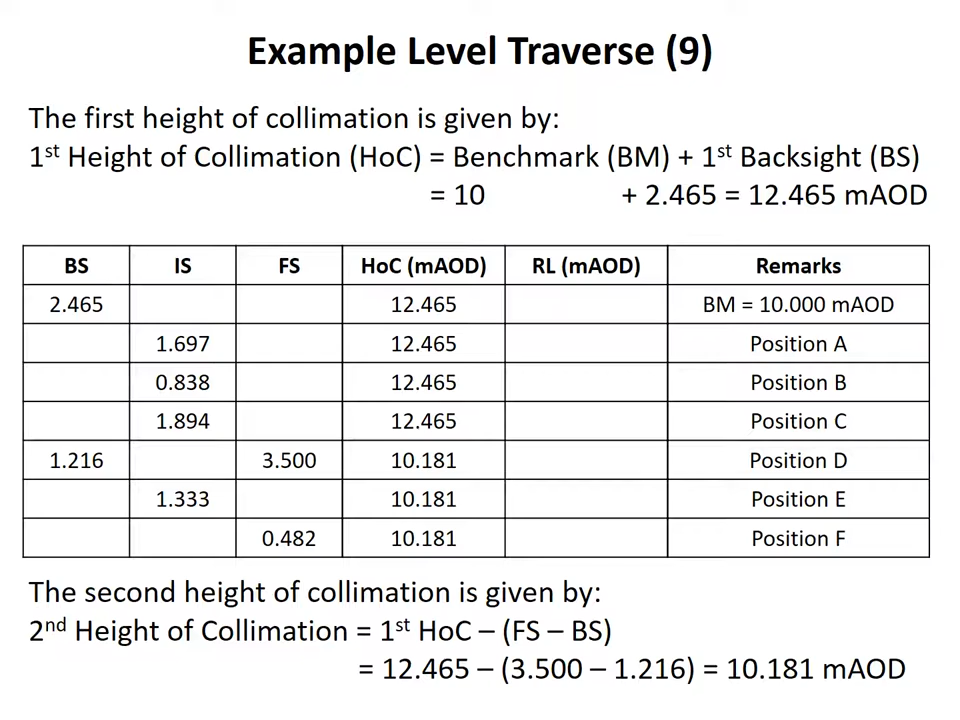 Example Level Traverse (9)
The first height of collimation is given by:
1st Height of Collimation (HoC) = Benchmark (BM) + 1st Backsight (BS)
= 10 + 2.465 = 12.465 mAOD
BS IS FS HoC (mAOD) RL (mAOD) Remarks
2.465 12.465 BM = 10.000 mAOD
1.697 12.465 Position A
0.838 12.465 Position B
1.894 12.465 Position C
1.216 3.500 10.181 Position D
1.333 10.181 Position E
0.482 10.181 Position F
The second height of collimation is given by:
2nd Height of Collimation = 1st HoC – (FS – BS)
= 12.465 – (3.500 – 1.216) = 10.181 mAOD